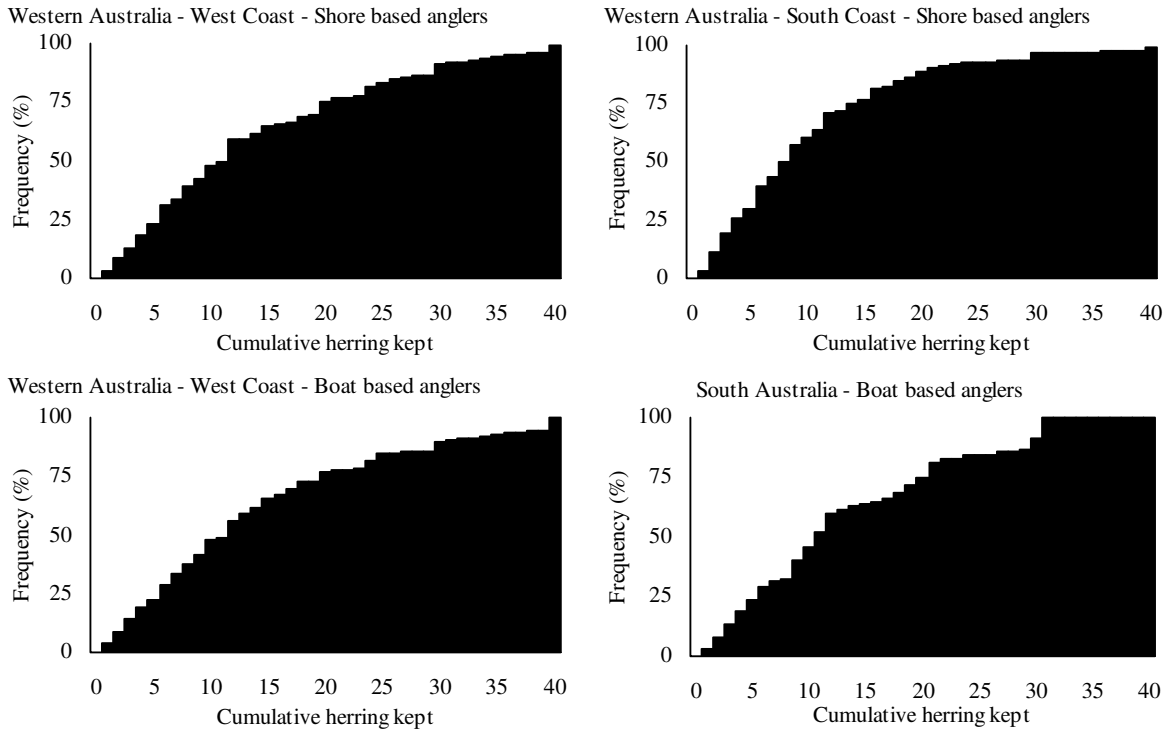 Western Australia - West Coast - Shore based anglers
100
75
50
25
0
Frequency (%)
0 5 10 15 20 25 30 35 40
Cumulative herring kept
Western Australia - South Coast - Shore based anglers
100
75
50
25
0
Frequency (%)
0 5 10 15 20 25 30 35 40
Cumulative herring kept
Western Australia - West Coast - Boat based anglers
100
75
50
25
0
Frequency (%)
0 5 10 15 20 25 30 35 40
Cumulative herring kept
South Australia - Boat based anglers
100
75
50
25
0
Frequency (%)
0 5 10 15 20 25 30 35 40
Cumulative herring kept